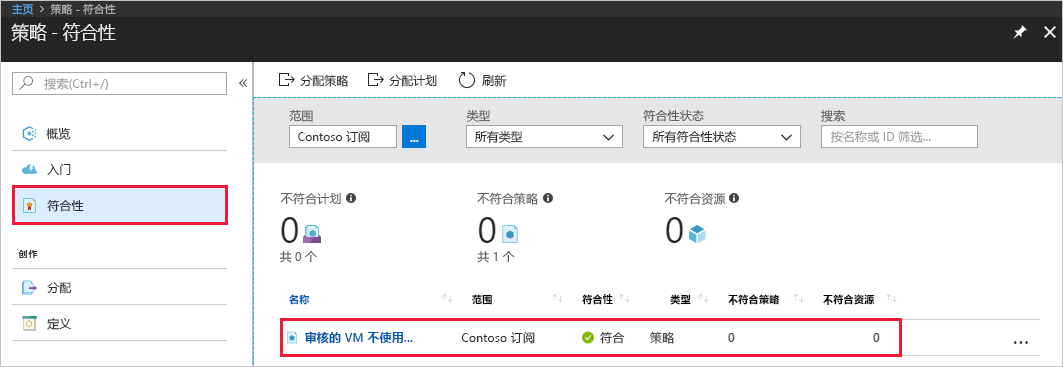 主页 > 策略 - 符合性
策略 - 符合性
搜索(Ctrl+/)
概览
入门
符合性
创作
分配
定义
分配策略 分配计划 刷新
范围 类型 符合性状态 搜索
Contoso 订阅 ... 所有类型 所有符合性状态 按名称或 ID 筛选...
不符合计划 不符合策略 不符合资源
0 0 0
共 0 个 共 1 个
名称 范围 符合性 类型 不符合策略 不符合资源
审核的 VM 不使用... Contoso 订阅 符合 策略 0 0 ...